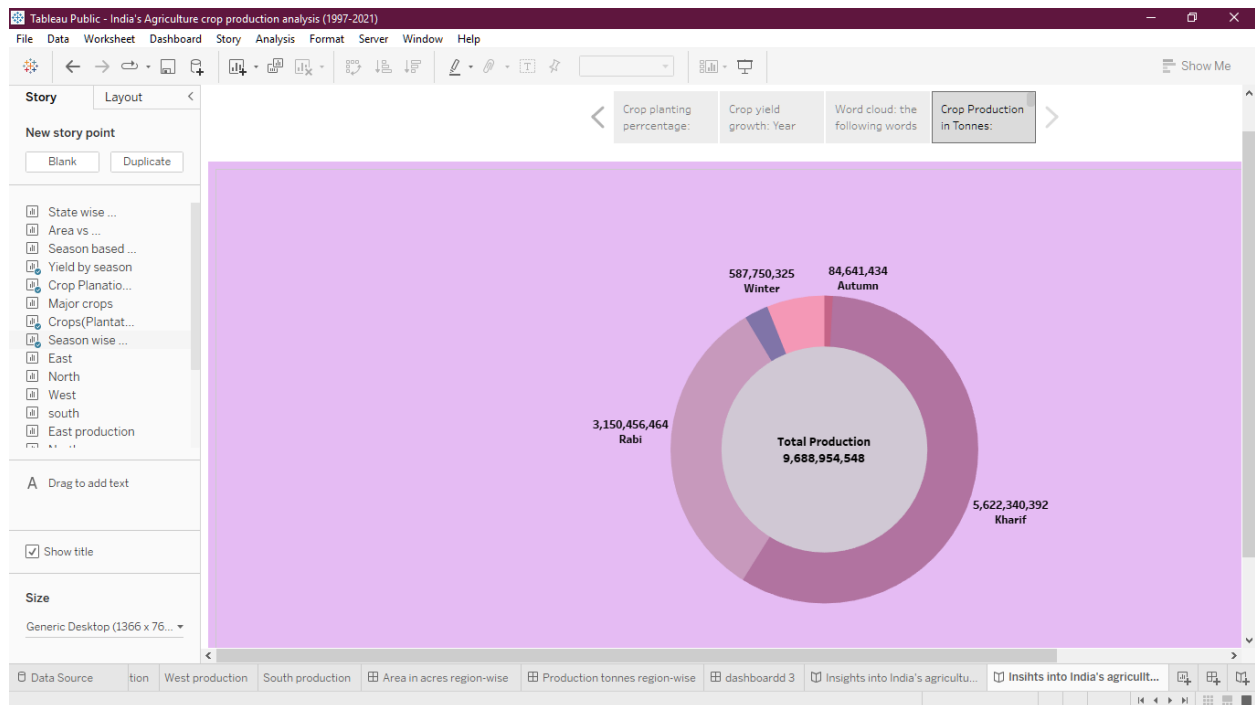 Tableau Public - India's Agriculture crop production analysis (1997-2021)
File Data Worksheet Dashboard Story Analysis Format Server Window Help
Show Me
Story Layout
New story point
Blank Duplicate
State wise ...
Area vs ...
Season based ...
Yield by season
Crop Planatio...
Major crops
Crops(Plantat...
Season wise ...
East
North
West
south
East production
A Drag to add text
Show title
Size
Generic Desktop (1366 x 76...
Crop planting
perrcentage:
Crop yield
growth: Year
Word cloud: the
following words
Crop Production
in Tonnes:
587,750,325
Winter
84,641,434
Autumn
3,150,456,464
Rabi
Total Production
9,688,954,548
5,622,340,392
Kharif
Data Source tion West production South production Area in acres region-wise Production tonnes region-wise dashboardd 3 Insights into India's agricultu... Insihts into India's agricullt...